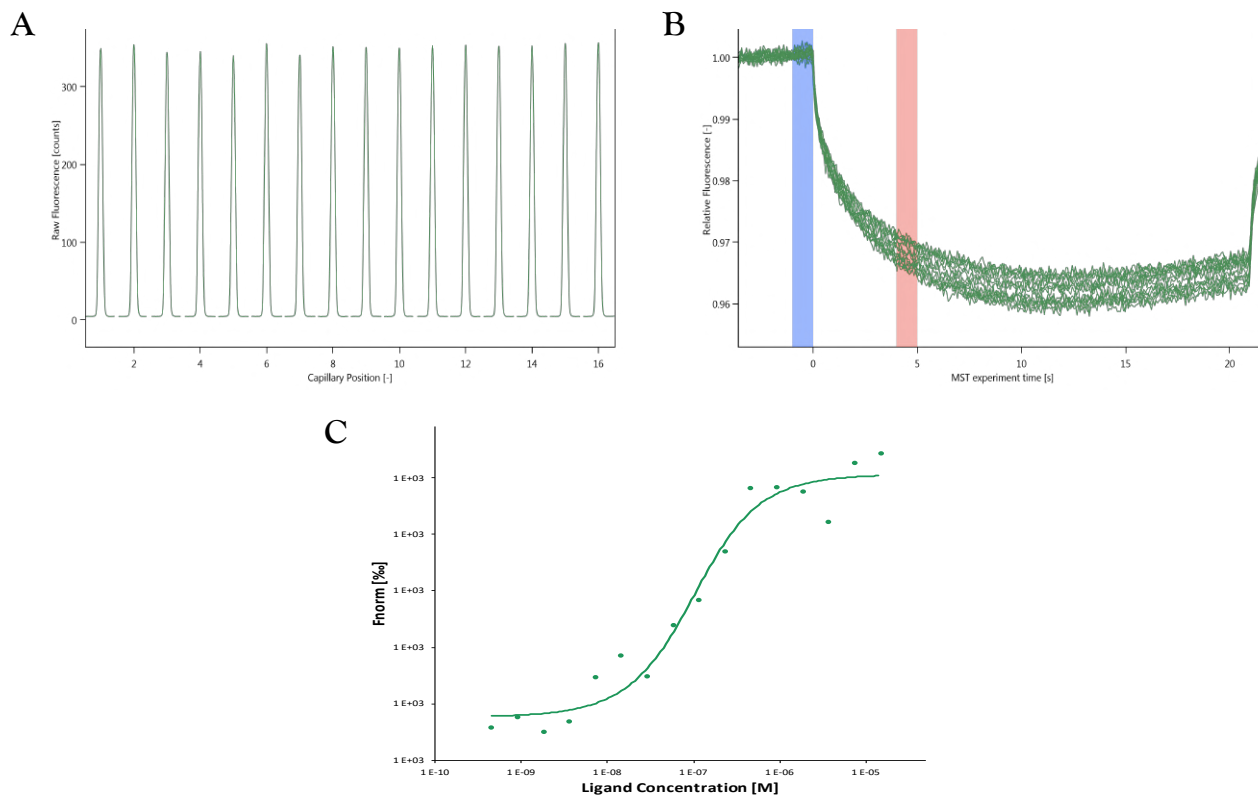 A
Raw Fluorescence [counts]
300
200
100
0
2 4 6 8 10 12 14 16
Capillary Position [-]
B
Relative Fluorescence [-]
1.00
0.99
0.98
0.97
0.96
0 5 10 15 20
MST experiment time [s]
C
Fnorm [‰]
1 E+03
1 E+03
1 E+03
1 E+03
1 E+03
1 E+03
1 E-10 1 E-09 1 E-08 1 E-07 1 E-06 1 E-05
Ligand Concentration [M]